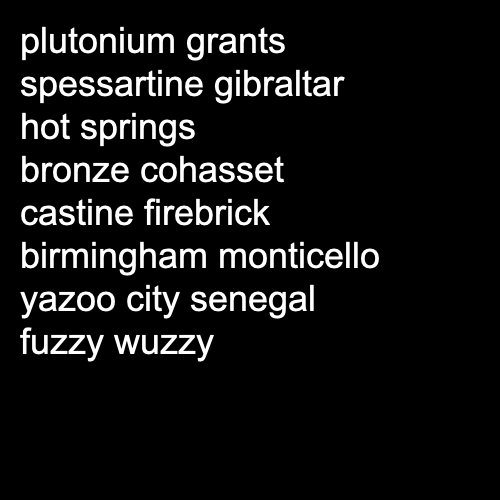 plutonium grants
spessartine gibraltar
hot springs
bronze cohasset
castine firebrick
birmingham monticello
yazoo city senegal
fuzzy wuzzy